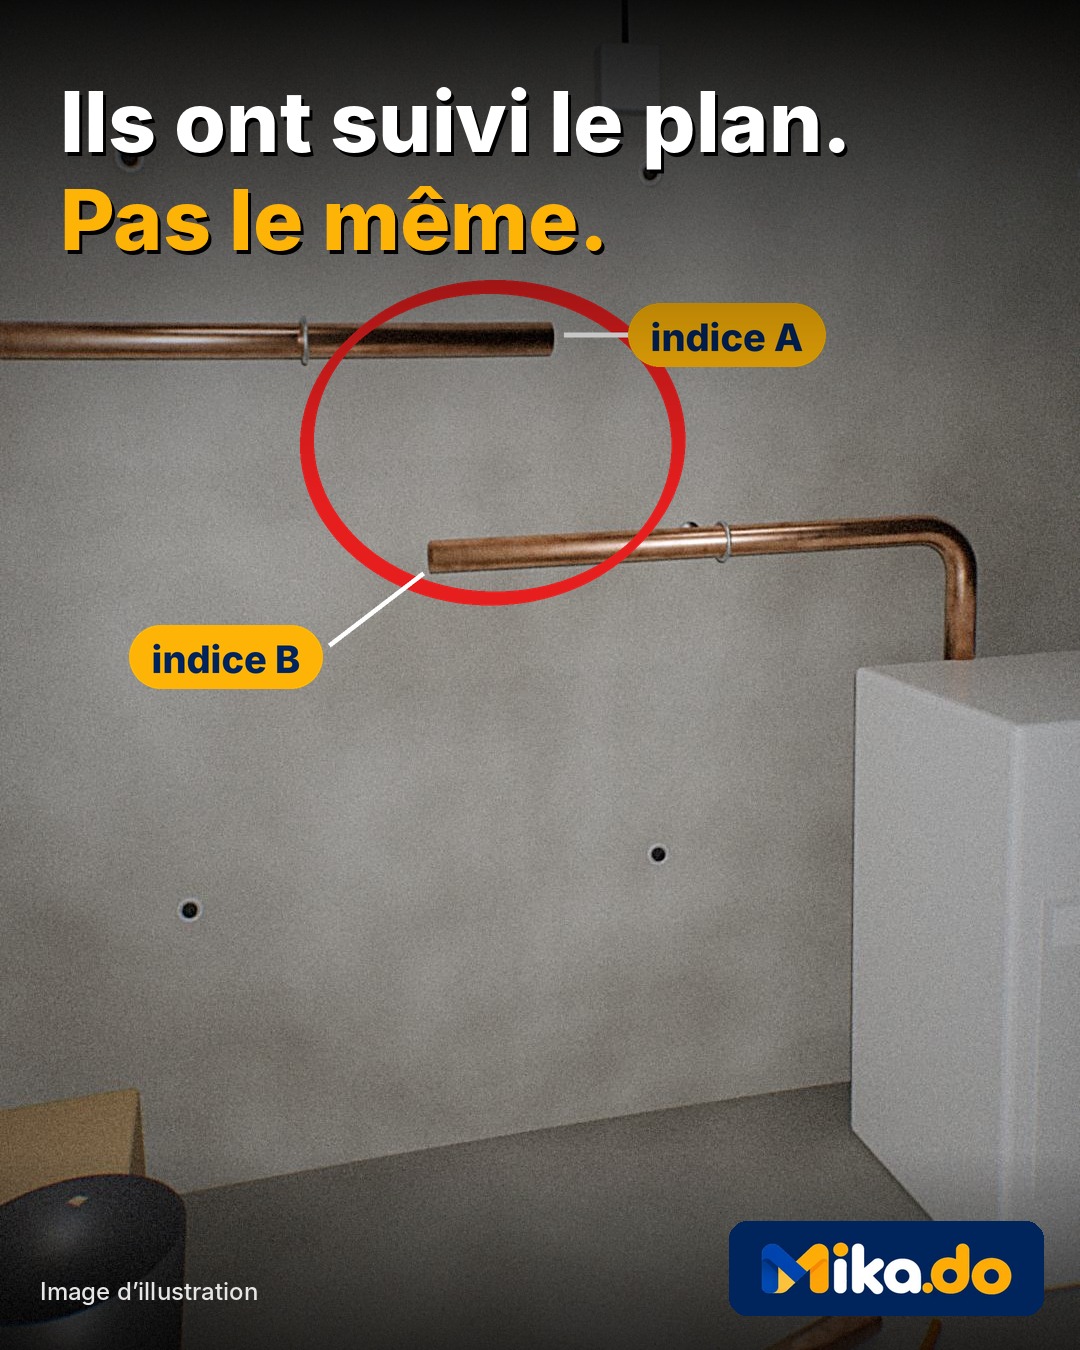 Ils ont suivi le plan.
Pas le même.
indice A
indice B
Image d’illustration
Mika.do